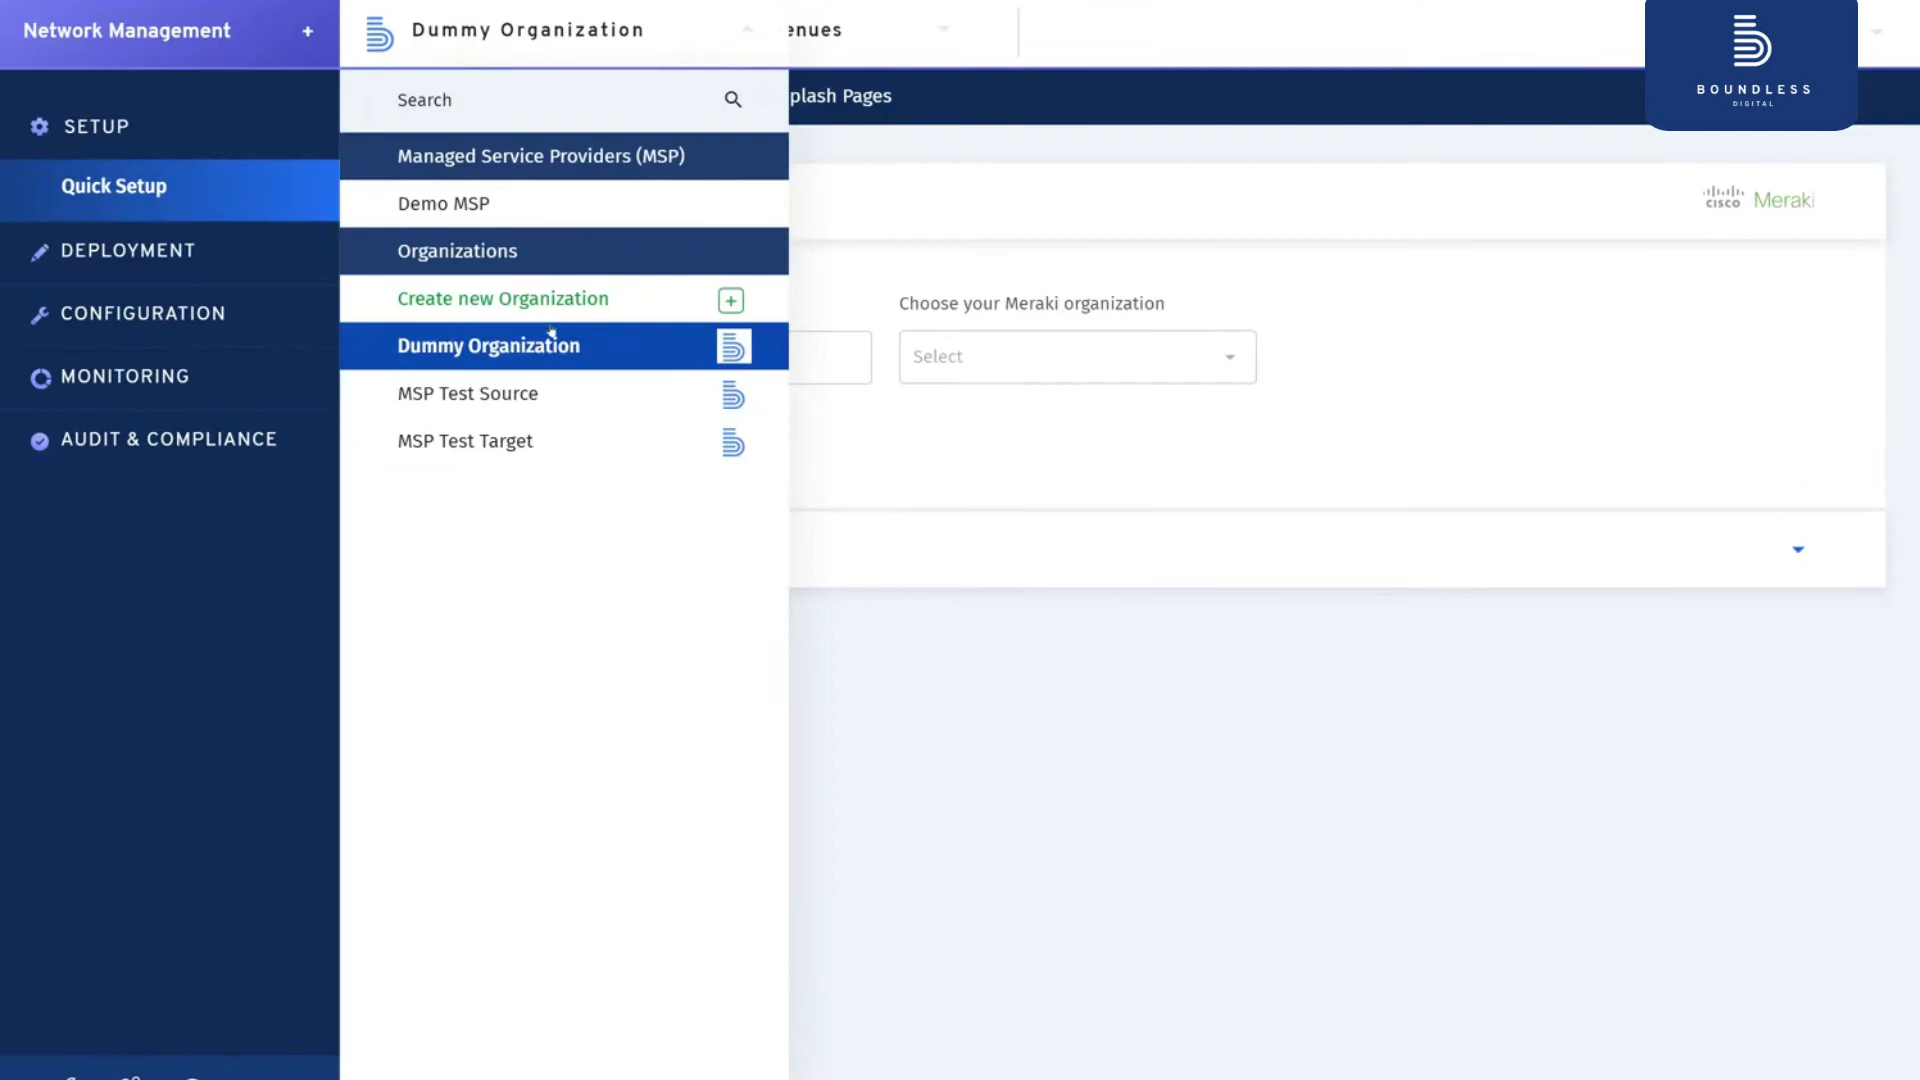 Network Management +
SETUP
Quick Setup
DEPLOYMENT
CONFIGURATION
MONITORING
AUDIT & COMPLIANCE
Dummy Organization
Search
Managed Service Providers (MSP)
Demo MSP
Organizations
Create new Organization
Dummy Organization
MSP Test Source
MSP Test Target
enues
plash Pages
Choose your Meraki organization
Select
BOUNDLESS
DIGITAL
CISCO Meraki